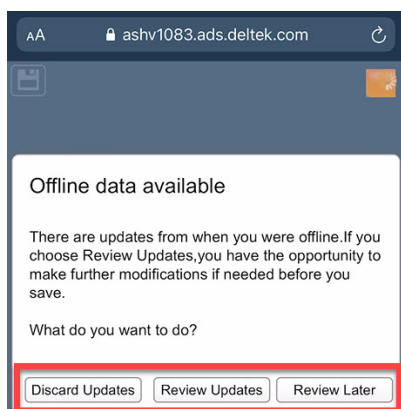 AA ashv1083.ads.deltek.com
Offline data available
There are updates from when you were offline.If you
choose Review Updates,you have the opportunity to
make further modifications if needed before you
save.
What do you want to do?
Discard Updates Review Updates Review Later